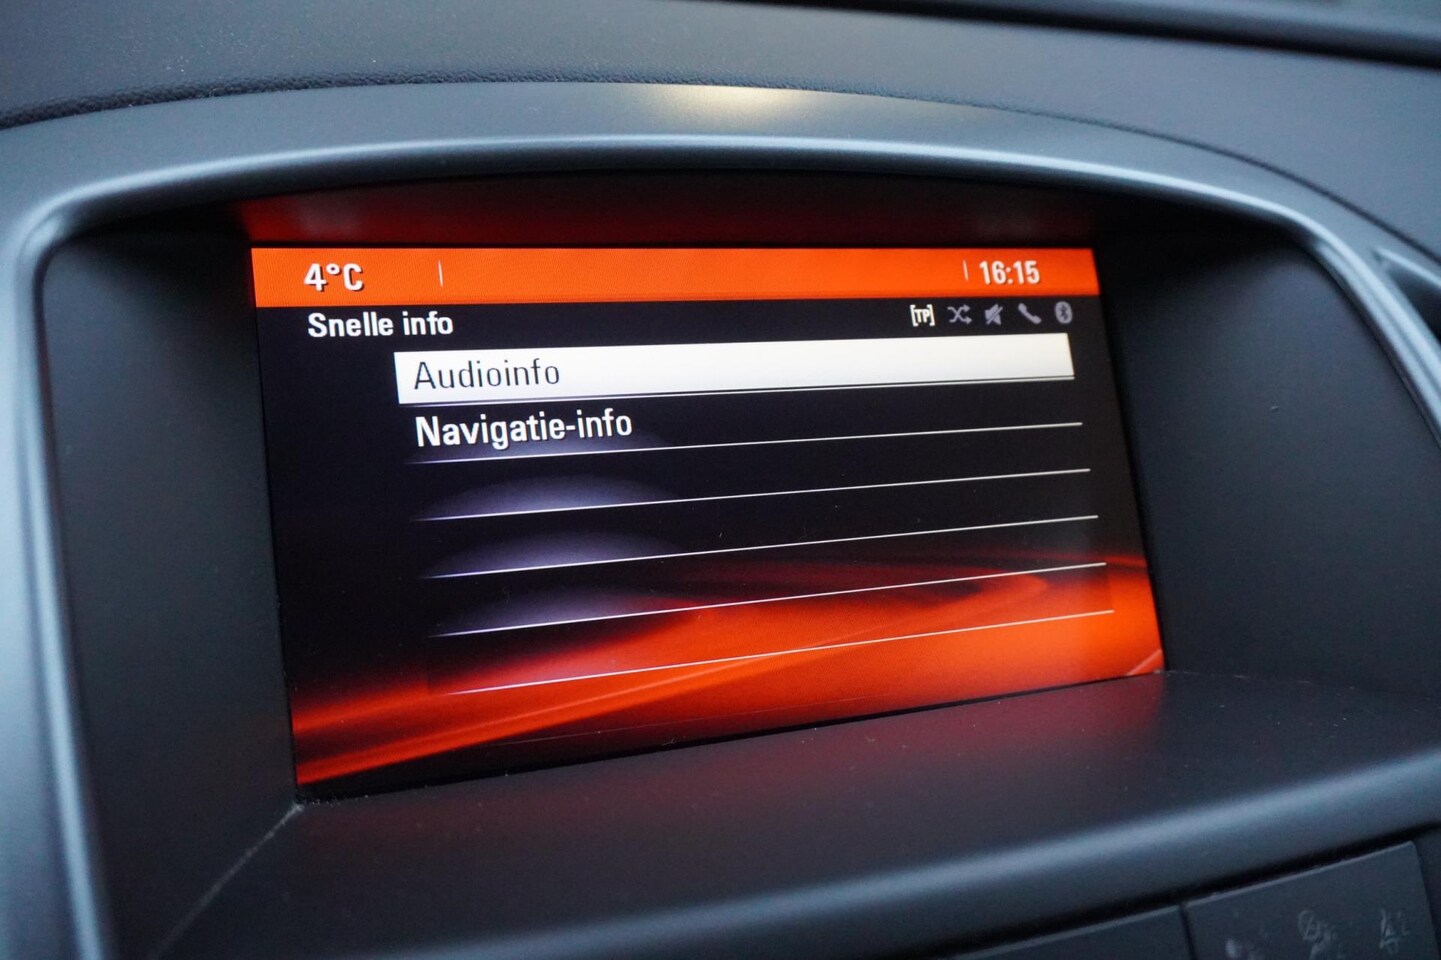 4°C
16:15
Snelle info
[TP]
Audioinfo
Navigatie-info